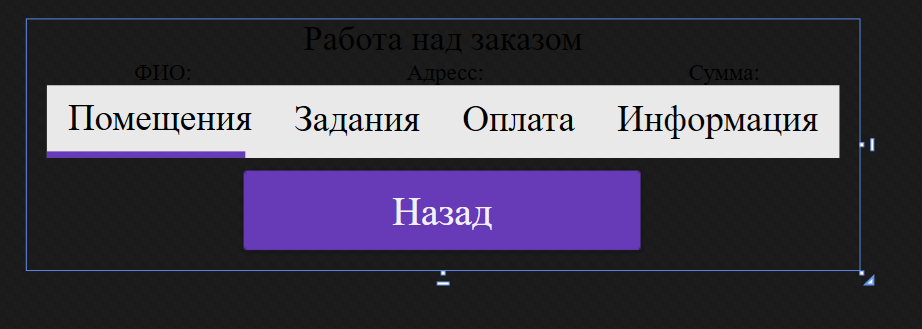 Работа над заказом
ФИО: Адресс: Сумма:
Помещения Задания Оплата Информация
Назад